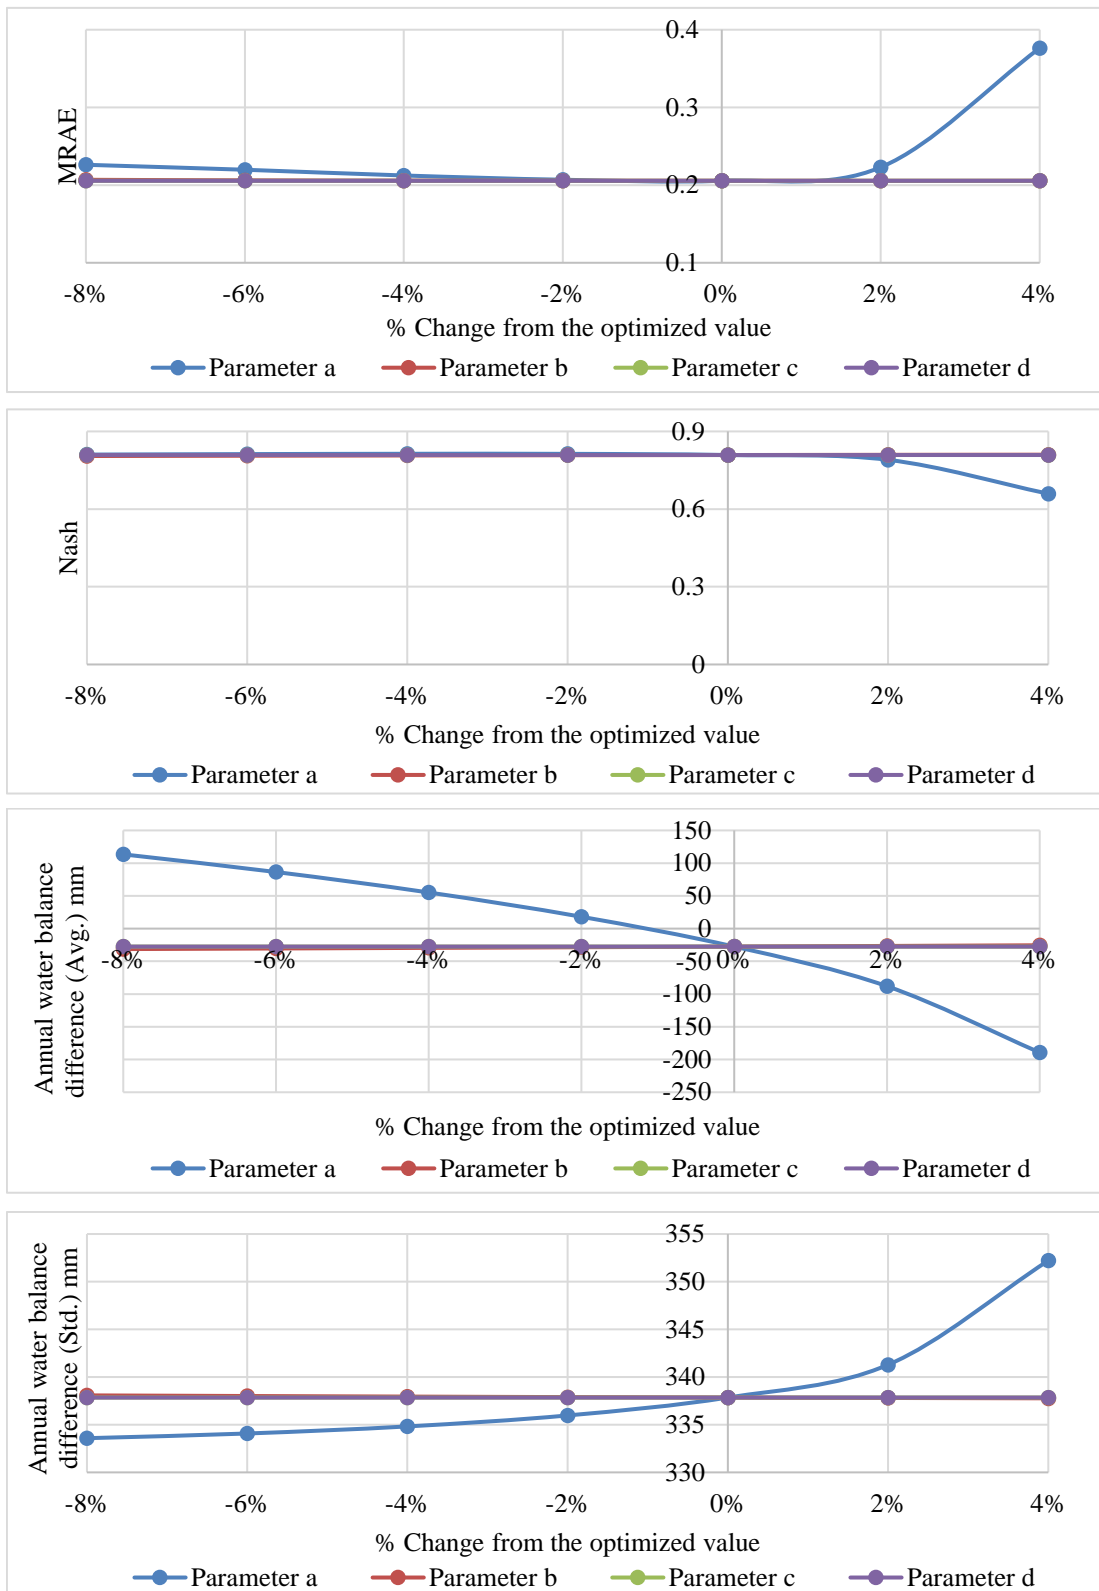 0.4
0.3
0.2
0.1
MRAE
-8% -6% -4% -2% 0% 2% 4%
% Change from the optimized value
Parameter a Parameter b Parameter c Parameter d
0.9
0.6
0.3
0
Nash
-8% -6% -4% -2% 0% 2% 4%
% Change from the optimized value
Parameter a Parameter b Parameter c Parameter d
150
100
50
0
-50
-100
-150
-200
-250
Annual water balance
difference (Avg.) mm
-8% -6% -4% -2% 0% 2% 4%
% Change from the optimized value
Parameter a Parameter b Parameter c Parameter d
355
350
345
340
335
330
Annual water balance
difference (Std.) mm
-8% -6% -4% -2% 0% 2% 4%
% Change from the optimized value
Parameter a Parameter b Parameter c Parameter d